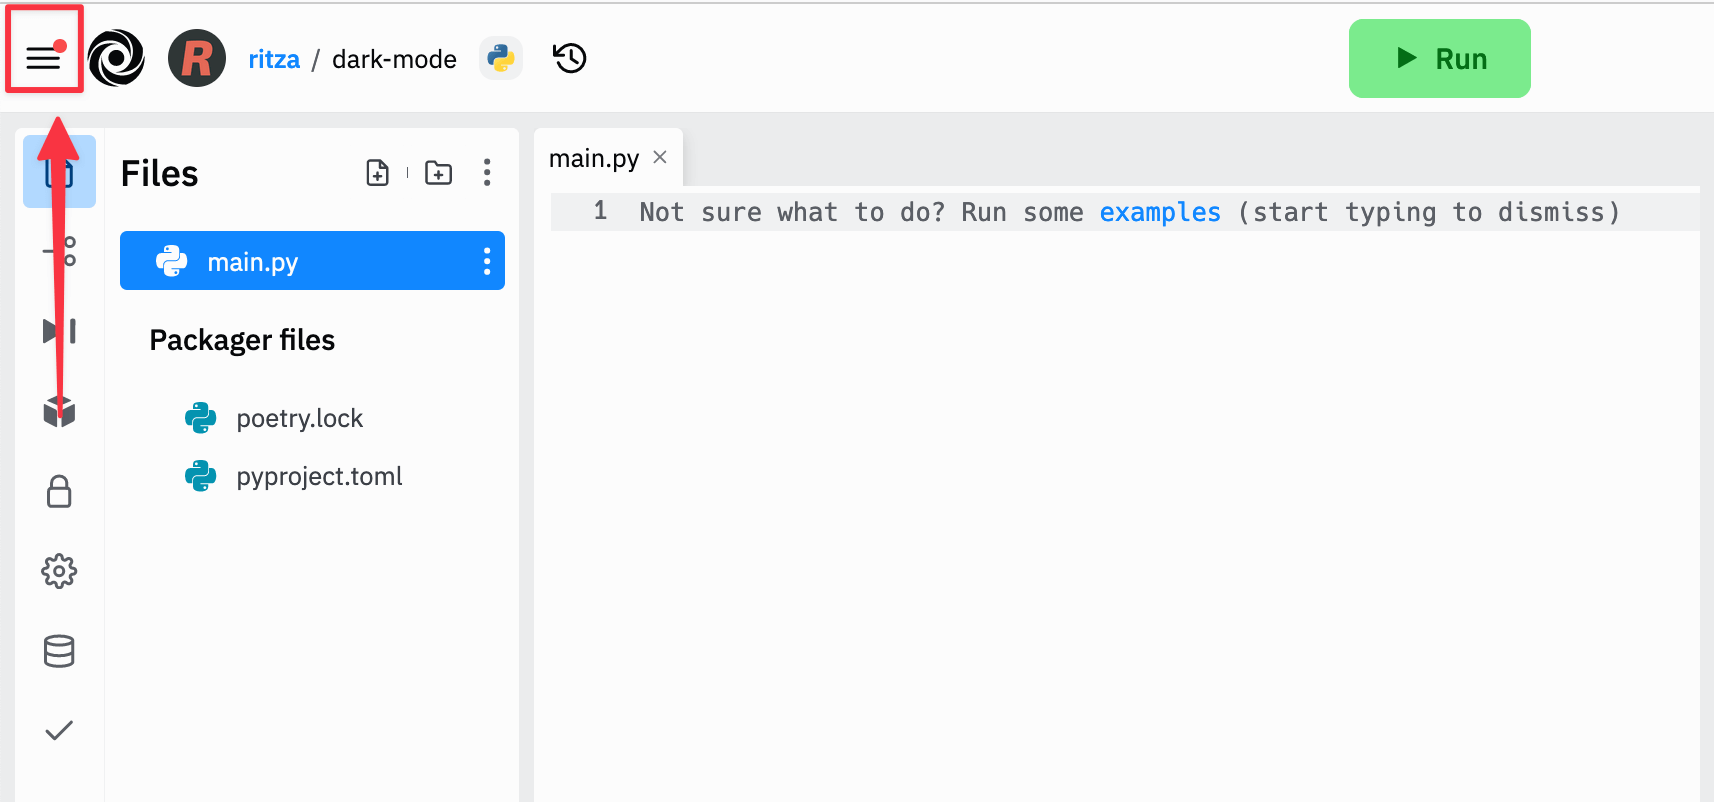 R ritza / dark-mode
Run
Files
main.py
Packager files
poetry.lock
pyproject.toml
main.py ×
1 Not sure what to do? Run some examples (start typing to dismiss)